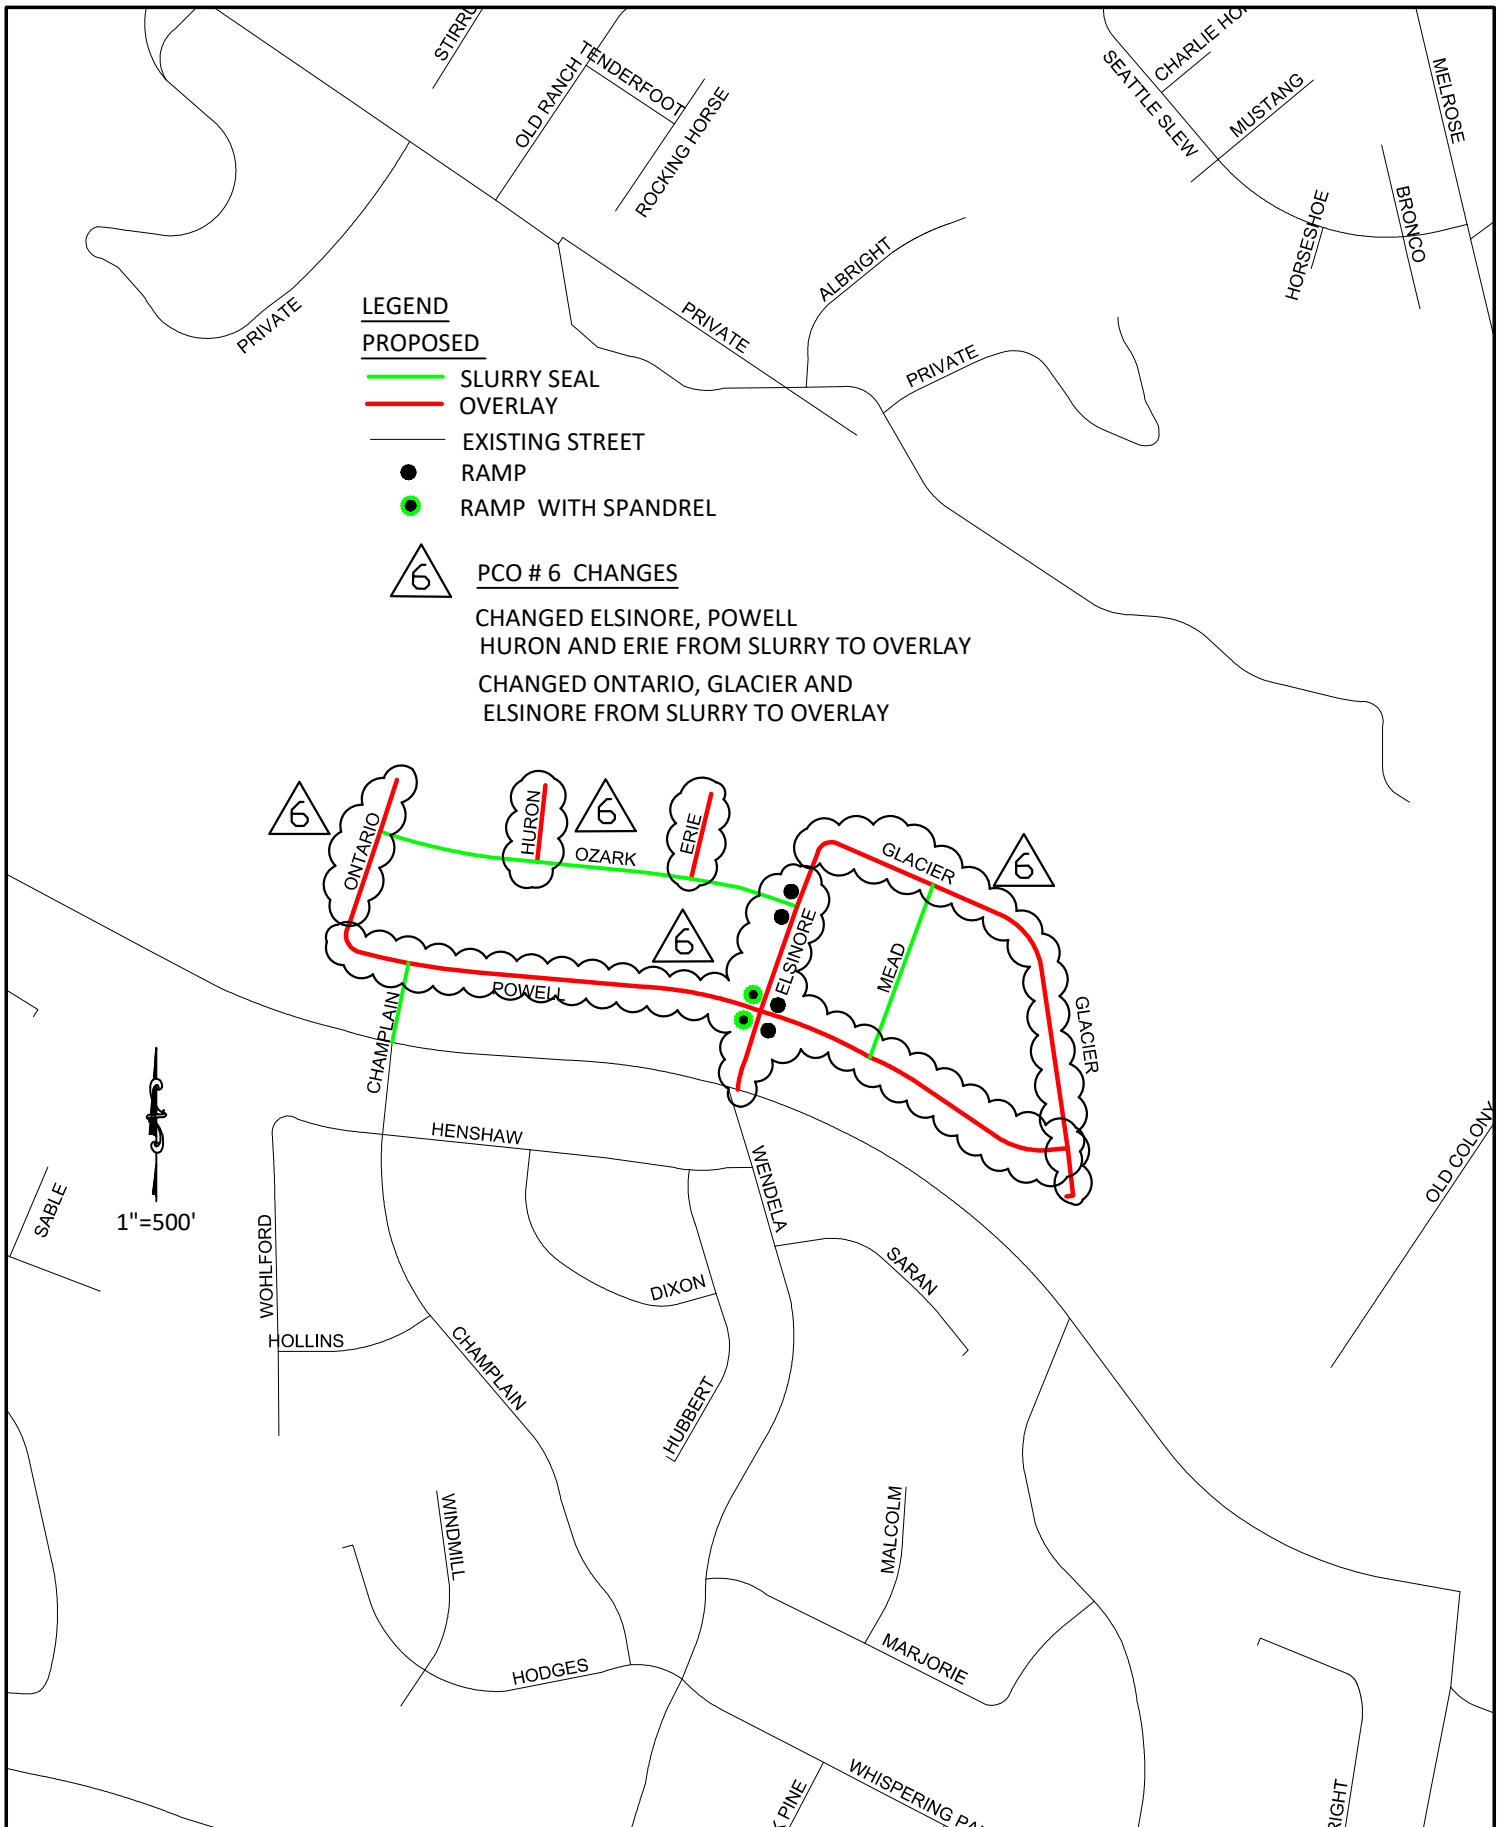 STIRRU
TENDERFOOT
OLD RANCH
ROCKING HORSE
CHARLIE HO
SEATTLE SLEW
MUSTANG
MELROSE
BRONCO
HORSESHOE
ALBRIGHT
PRIVATE
PRIVATE
PRIVATE
LEGEND
PROPOSED
SLURRY SEAL
OVERLAY
EXISTING STREET
RAMP
RAMP WITH SPANDREL
6
PCO # 6 CHANGES
CHANGED ELSINORE, POWELL
HURON AND ERIE FROM SLURRY TO OVERLAY
CHANGED ONTARIO, GLACIER AND
ELSINORE FROM SLURRY TO OVERLAY
6
ONTARIO
HURON
6
OZARK
ERIE
6
ELSINORE
GLACIER
6
MEAD
GLACIER
POWELL
CHAMPLAIN
HENSHAW
WENDELA
SABLE
1"=500'
WOHLFORD
HOLLINS
CHAMPLAIN
DIXON
HUBBERT
SARAN
OLD COLONY
WINDMILL
MALCOLM
HODGES
MARJORIE
WHISPERING PA
K PINE
RIGHT